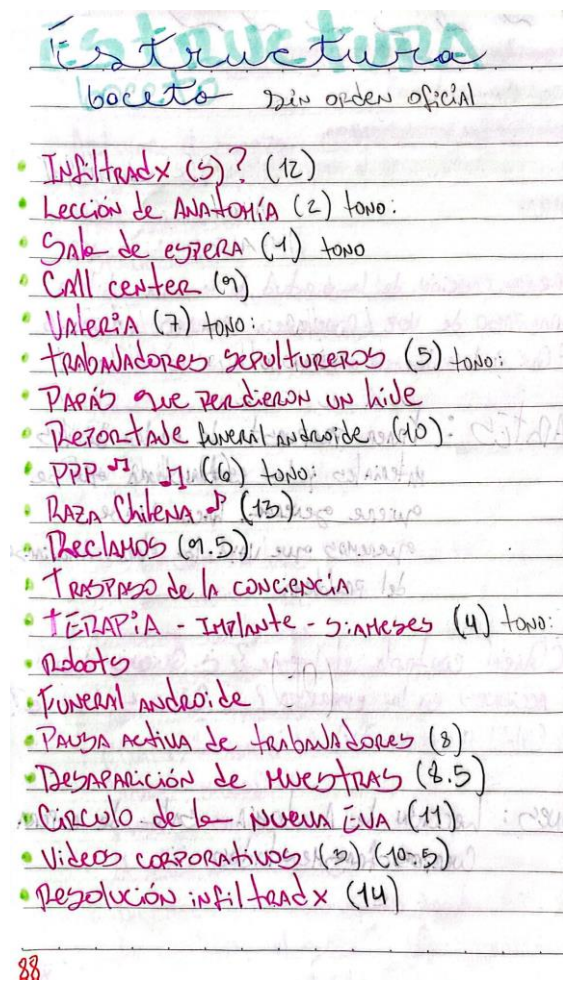 Estructura
boceto sin orden oficial
• Infiltradx (s)? (12)
• Lección de Anatomía (2) tono:
• Sala de espera (1) tono
• Call center (9)
• Valeria (7) tono:
• trabajadores sepultureros (5) tono:
• Papás que perdieron un hije
• Reportaje funeral androide (10)
• PPP ♫ ♫ (6) tono:
• Raza Chilena ♪ (13)
• Reclamos (9.5)
• Traspaso de la conciencia
• TERAPIA - Implante - siameses (4) tono:
• Robots
• Funeral androide
• Pausa activa de trabajadores (8)
• Desaparición de muestras (8.5)
• Circulo de la nueva Eva (11)
• Videos corporativos (3) (10.5)
• Resolución infiltradx (14)
88